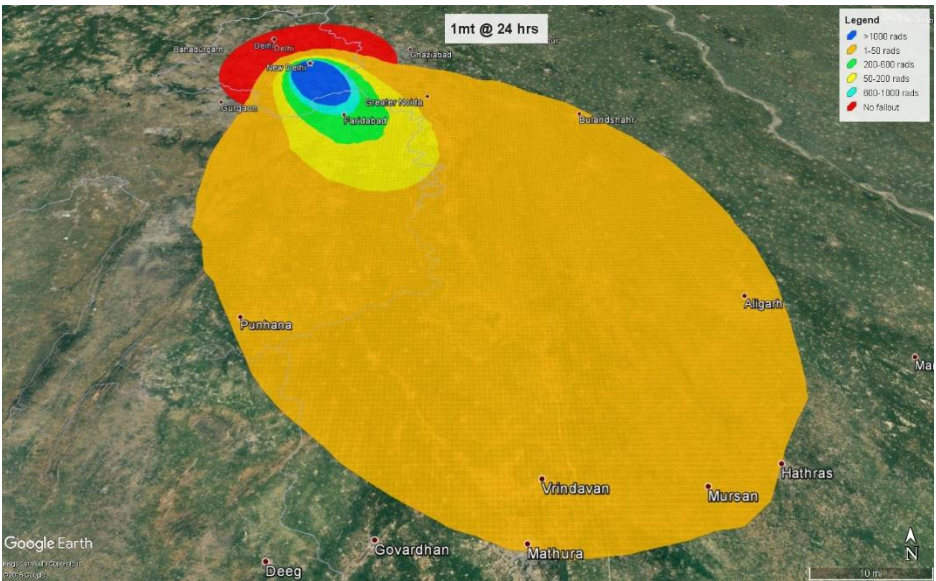 1mt @ 24 hrs
Legend
>1000 rads
1-50 rads
200-600 rads
50-200 rads
600-1000 rads
No fallout
Bahadurgarh
Delhi
Delhi
Ghaziabad
New Delhi
Gurgaon
Greater Noida
Faridabad
Bulandshahr
Aligarh
Punhana
Hathras
Vrindavan
Mursan
Govardhan
Mathura
Deeg
Google Earth
N
10 mi